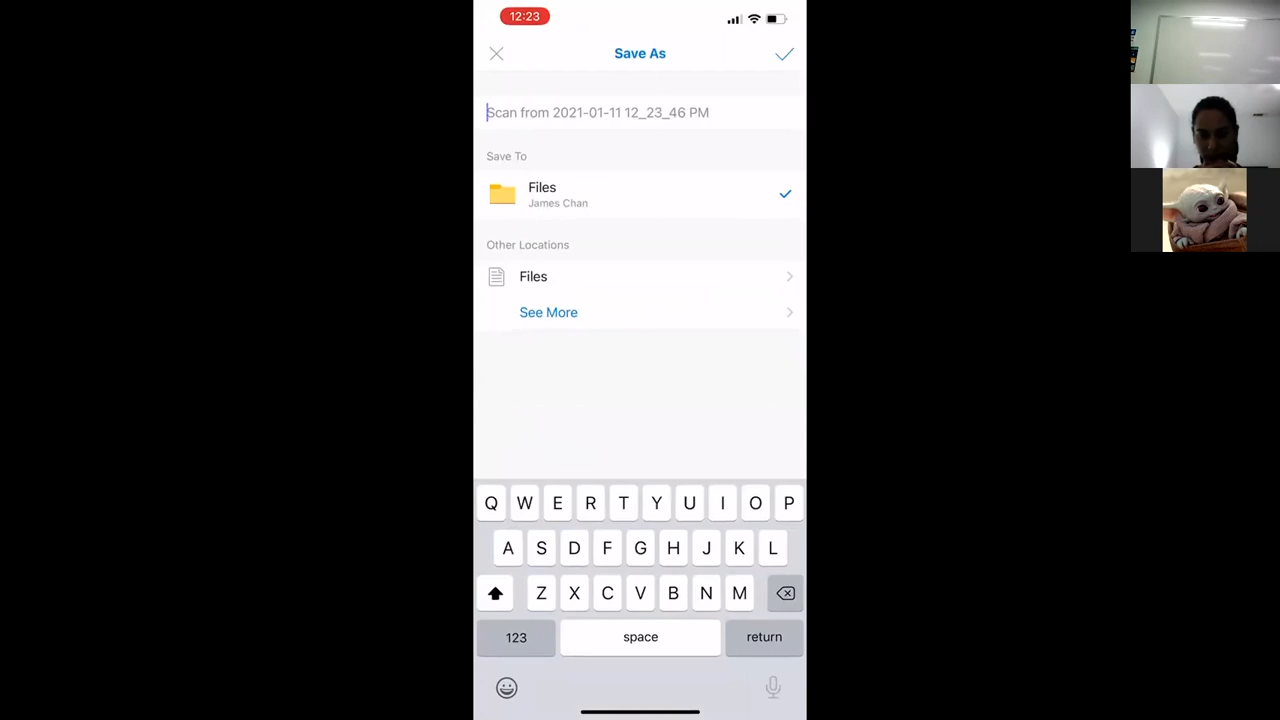 12:23
Save As
Scan from 2021-01-11 12_23_46 PM
Save To
Files
James Chan
Other Locations
Files
See More
Q W E R T Y U I O P
A S D F G H J K L
Z X C V B N M
123 space return